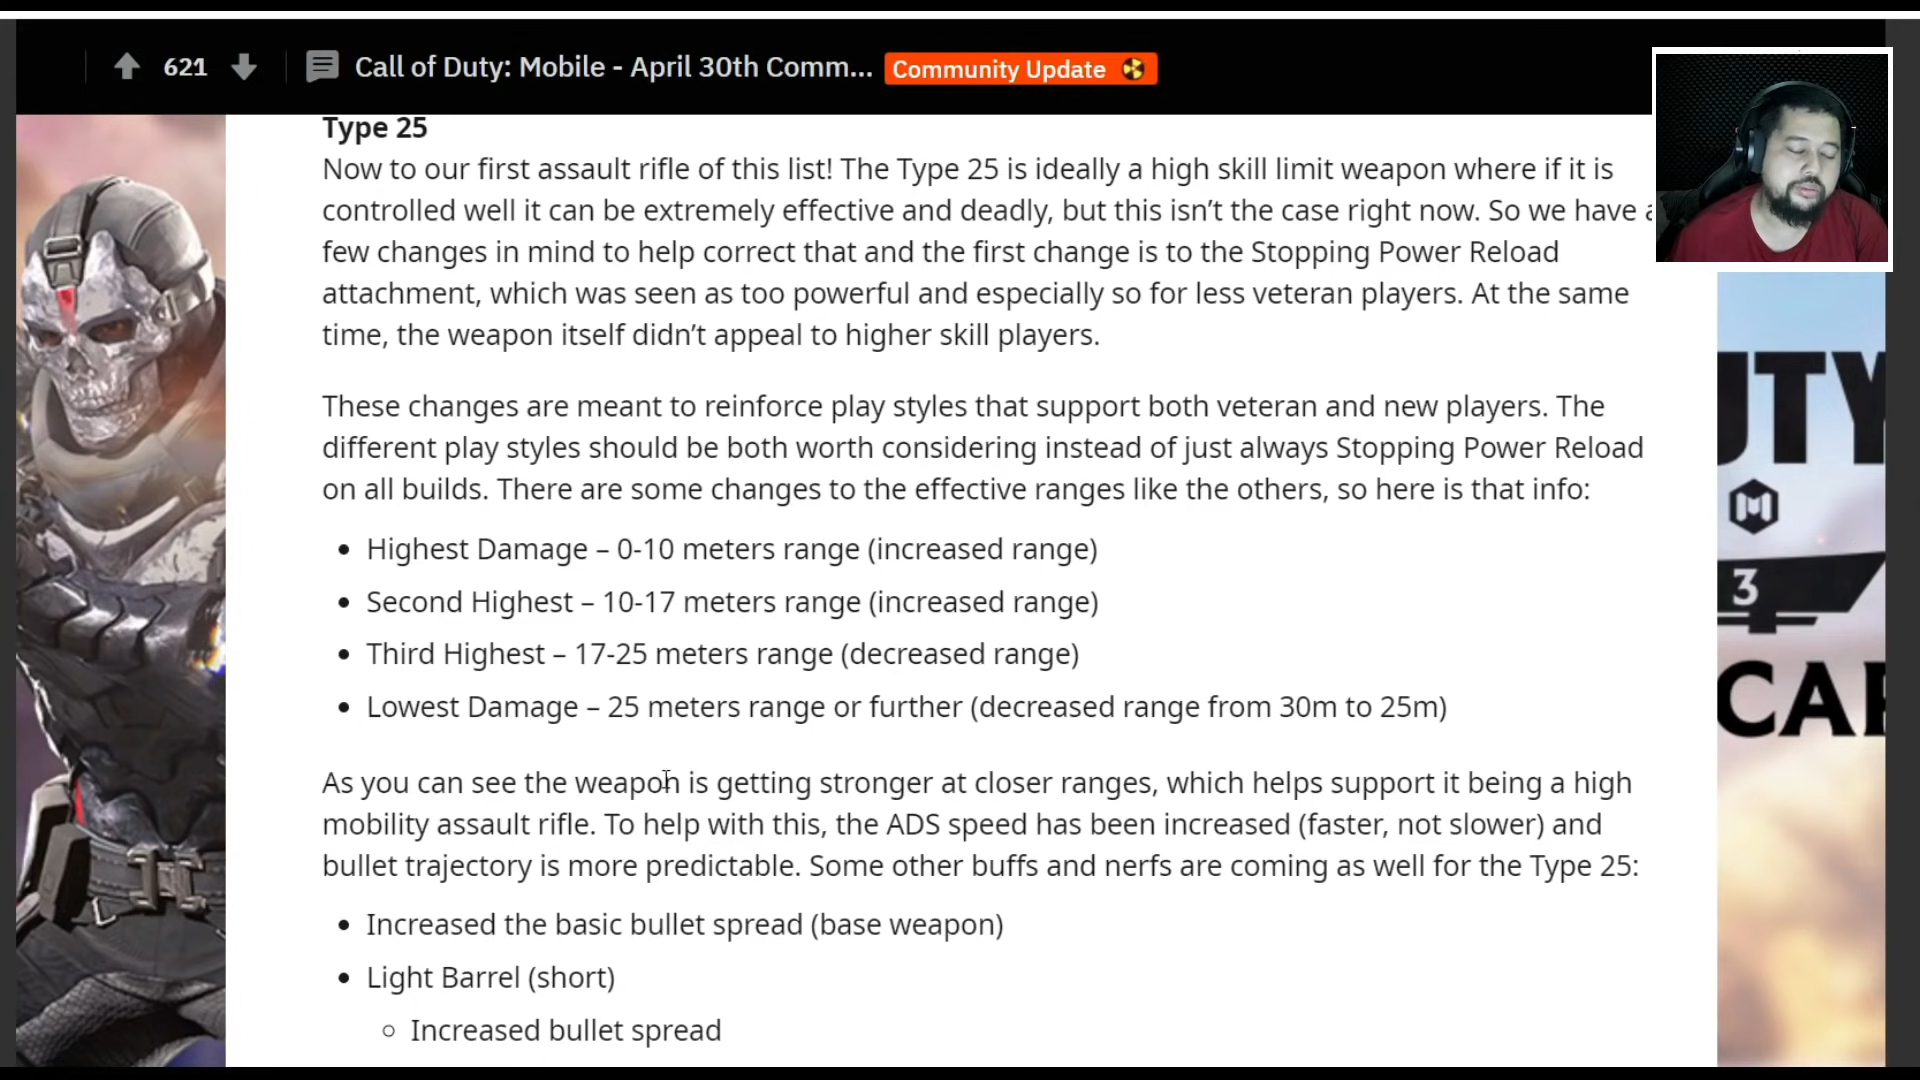 621
Call of Duty: Mobile - April 30th Comm...
Community Update
Type 25
Now to our first assault rifle of this list! The Type 25 is ideally a high skill limit weapon where if it is
controlled well it can be extremely effective and deadly, but this isn’t the case right now. So we have
few changes in mind to help correct that and the first change is to the Stopping Power Reload
attachment, which was seen as too powerful and especially so for less veteran players. At the same
time, the weapon itself didn’t appeal to higher skill players.
These changes are meant to reinforce play styles that support both veteran and new players. The
different play styles should be both worth considering instead of just always Stopping Power Reload
on all builds. There are some changes to the effective ranges like the others, so here is that info:
Highest Damage – 0-10 meters range (increased range)
Second Highest – 10-17 meters range (increased range)
Third Highest – 17-25 meters range (decreased range)
Lowest Damage – 25 meters range or further (decreased range from 30m to 25m)
As you can see the weapon is getting stronger at closer ranges, which helps support it being a high
mobility assault rifle. To help with this, the ADS speed has been increased (faster, not slower) and
bullet trajectory is more predictable. Some other buffs and nerfs are coming as well for the Type 25:
Increased the basic bullet spread (base weapon)
Light Barrel (short)
Increased bullet spread
UTY
3
CA